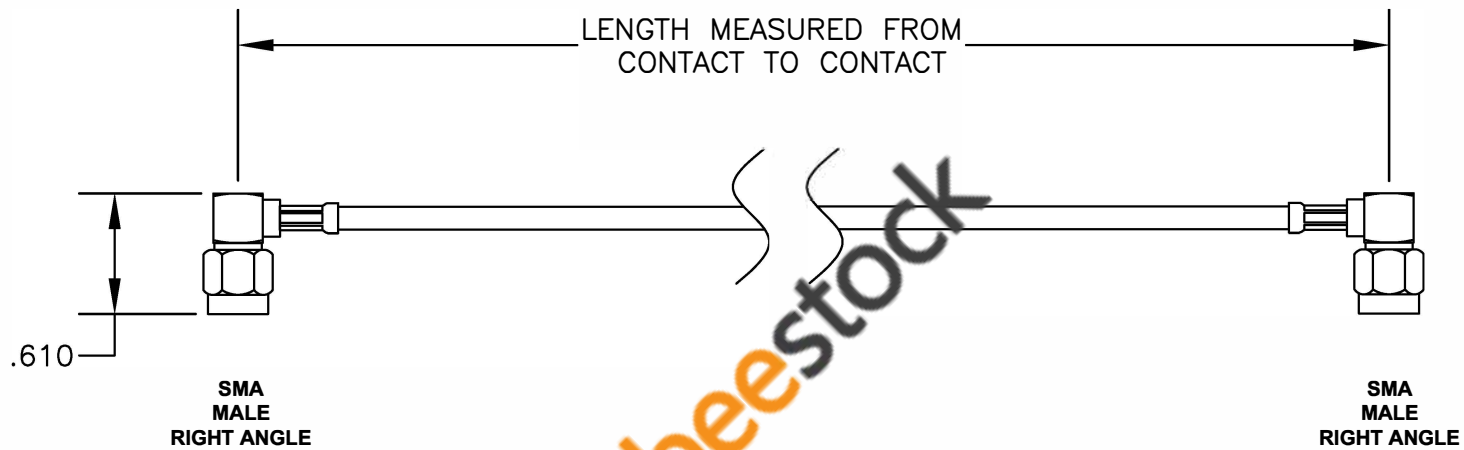 LENGTH MEASURED FROM
CONTACT TO CONTACT
.610
SMA
MALE
RIGHT ANGLE
SMA
MALE
RIGHT ANGLE
beestock